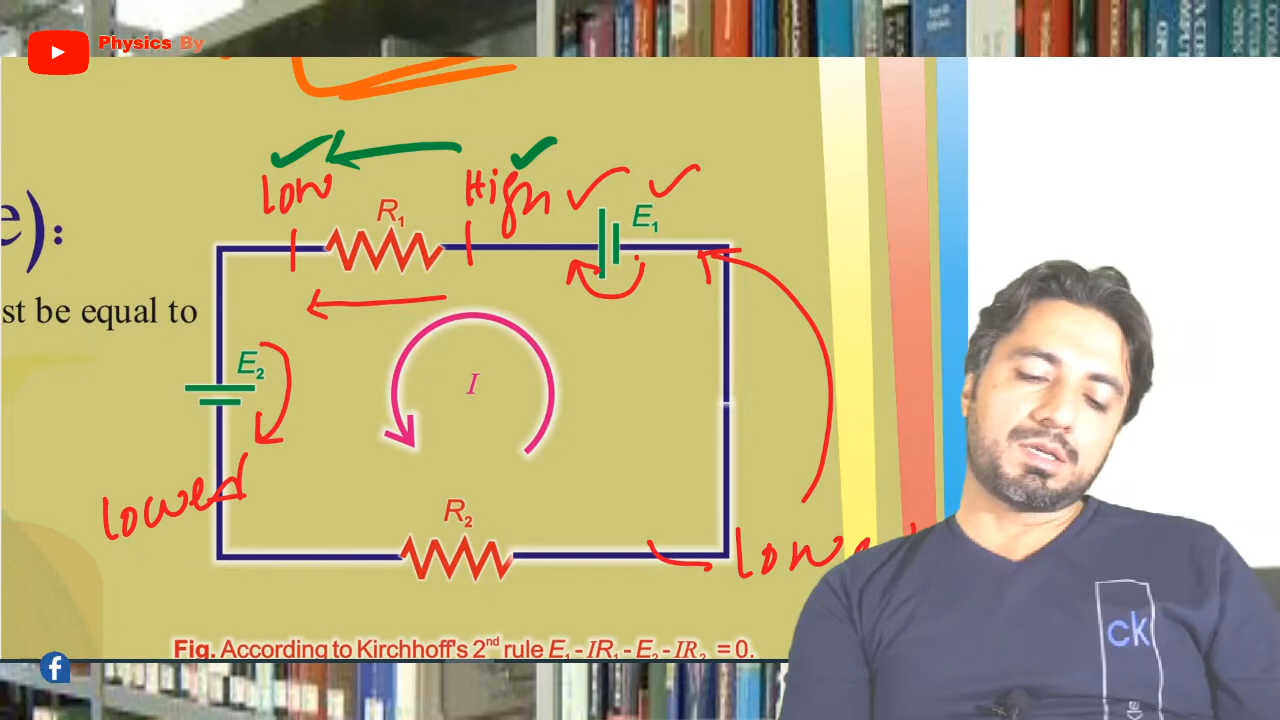 Physics By
Low
High
R1
E1
e):
st be equal to
E2
I
lowed
R2
Fig. According to Kirchhoff's 2nd rule E1 - IR1 - E2 - IR2 = 0.
ck